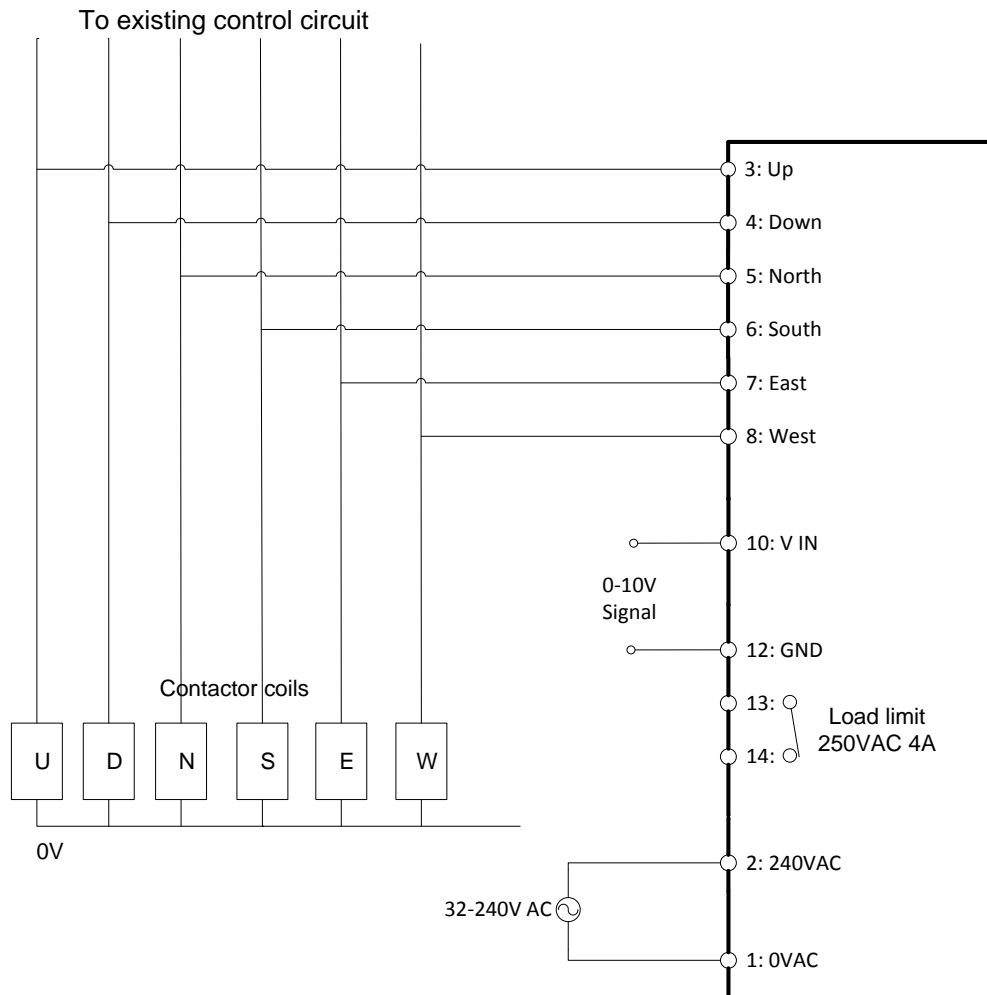 To existing control circuit
3: Up
4: Down
5: North
6: South
7: East
8: West
10: V IN
0-10V
Signal
12: GND
Contactor coils
13:
Load limit
250VAC 4A
14:
U D N S E W
0V
2: 240VAC
32-240V AC
1: 0VAC